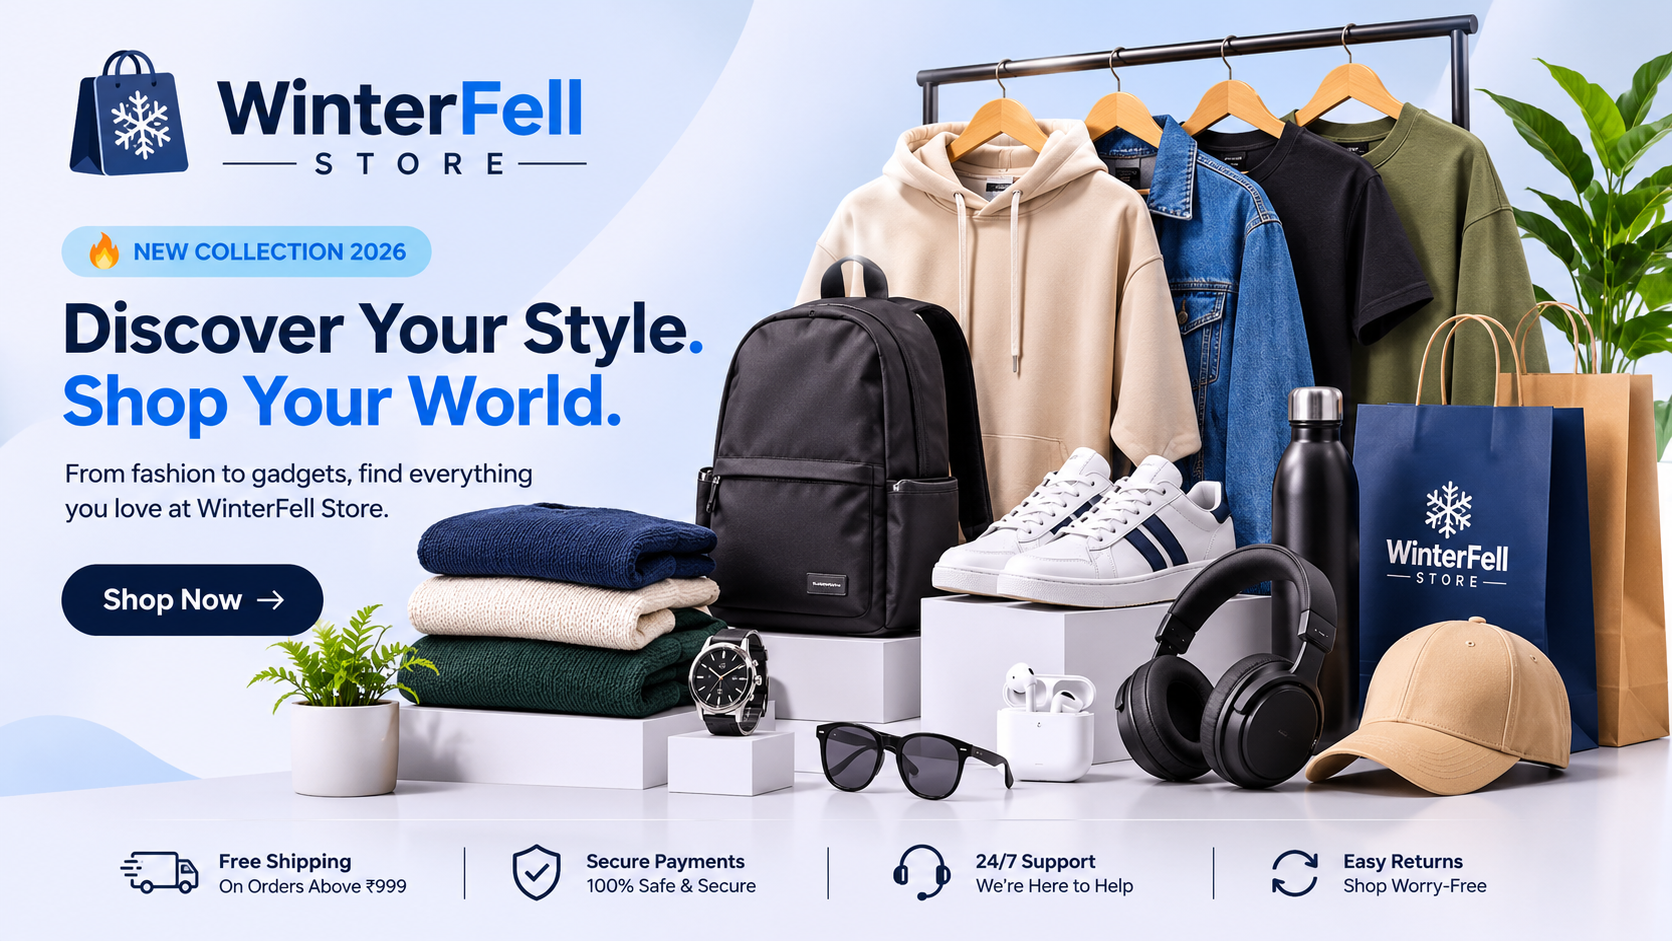 WinterFell
STORE
NEW COLLECTION 2026
Discover Your Style.
Shop Your World.
From fashion to gadgets, find everything
you love at WinterFell Store.
Shop Now
WinterFell
STORE
Free Shipping
On Orders Above ₹999
Secure Payments
100% Safe & Secure
24/7 Support
We're Here to Help
Easy Returns
Shop Worry-Free